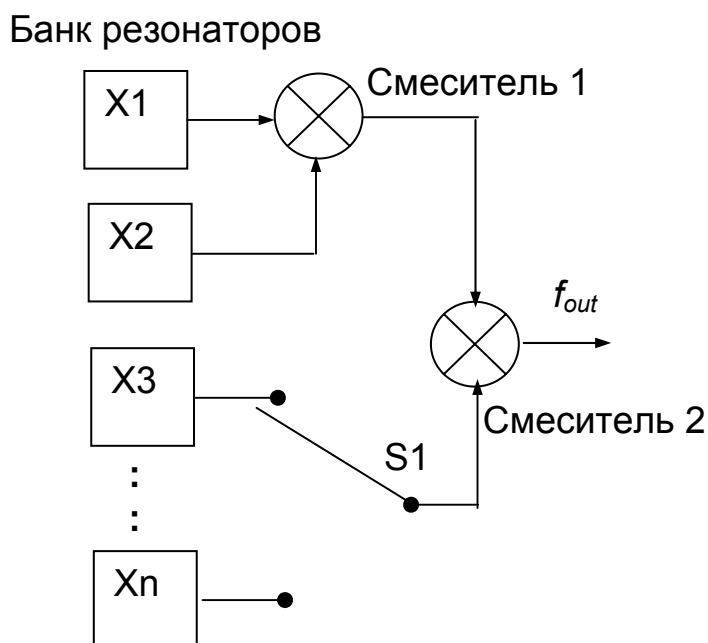 Банк резонаторов
X1
Смеситель 1
X2
f_out
X3
Смеситель 2
S1
:
:
Xn